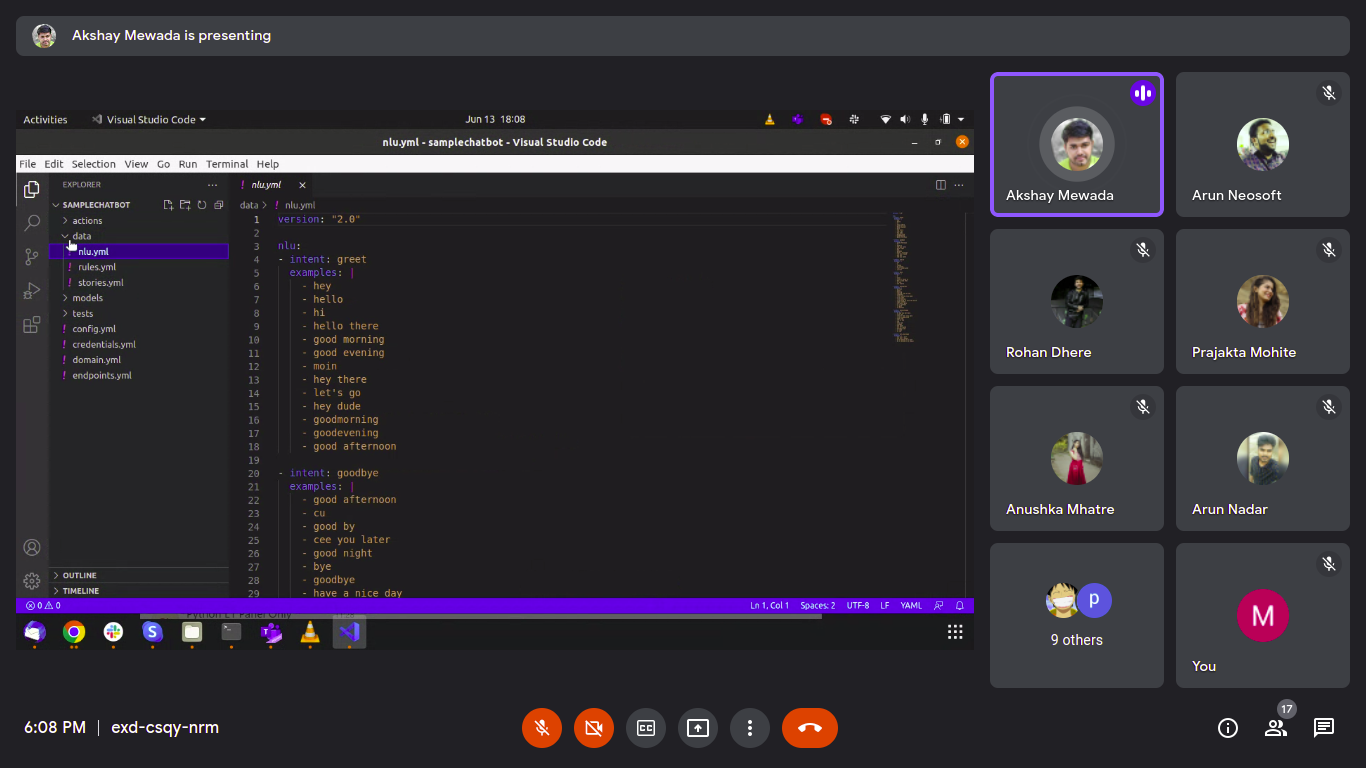 Akshay Mewada is presenting
Activities Visual Studio Code Jun 13 18:08
nlu.yml - samplechatbot - Visual Studio Code
File Edit Selection View Go Run Terminal Help
EXPLORER
SAMPLECHATBOT
actions
data
nlu.yml
rules.yml
stories.yml
models
tests
config.yml
credentials.yml
domain.yml
endpoints.yml
OUTLINE
TIMELINE
nlu.yml
data > nlu.yml
1 version: "2.0"
2
3 nlu:
4 - intent: greet
5 examples: |
6 - hey
7 - hello
8 - hi
9 - hello there
10 - good morning
11 - good evening
12 - moin
13 - hey there
14 - let's go
15 - hey dude
16 - goodmorning
17 - goodevening
18 - good afternoon
19
20 - intent: goodbye
21 examples: |
22 - good afternoon
23 - cu
24 - good by
25 - cee you later
26 - good night
27 - bye
28 - goodbye
29 - have a nice day
0 0 Ln 1, Col 1 Spaces: 2 UTF-8 LF YAML
Akshay Mewada
Arun Neosoft
Rohan Dhere
Prajakta Mohite
Anushka Mhatre
Arun Nadar
P
9 others
M
You
6:08 PM | exd-csqy-nrm
CC
17